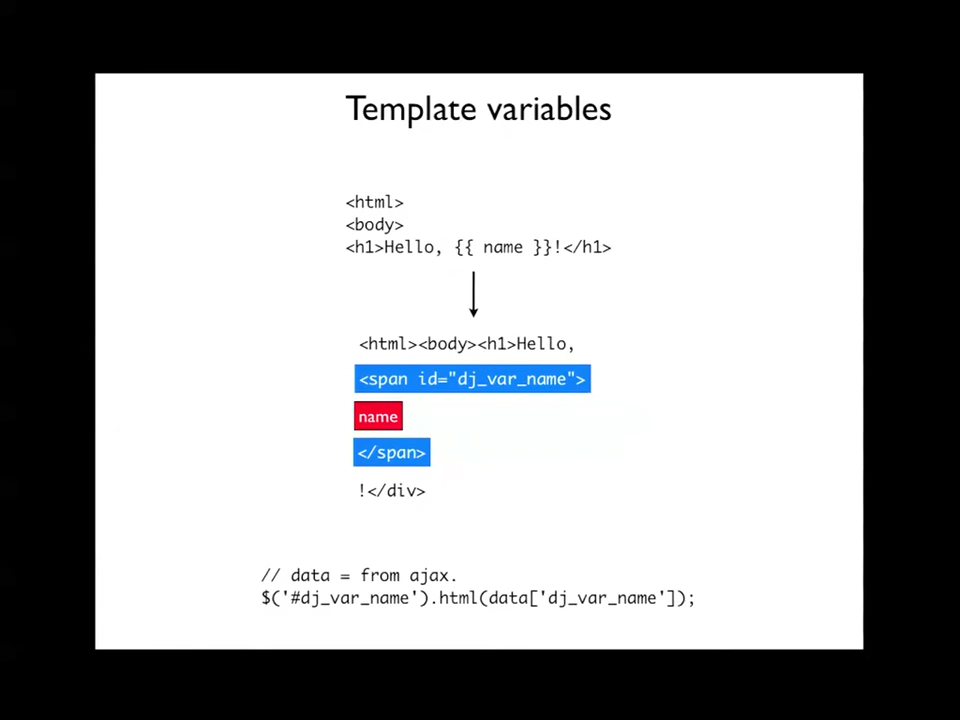 Template variables
<html>
<body>
<h1>Hello, {{ name }}!</h1>
<html><body><h1>Hello,
<span id="dj_var_name">
name
</span>
!</div>
// data = from ajax.
$('#dj_var_name').html(data['dj_var_name']);